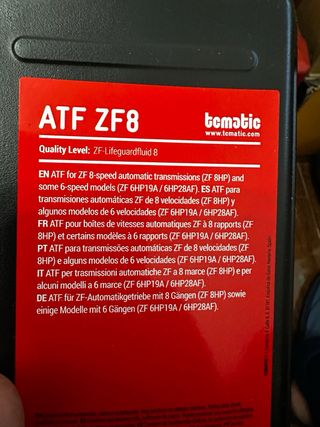 ATF ZF8
tcmatic
www.tcmatic.com
Quality Level: ZF-Lifeguardfluid 8
EN ATF for ZF 8-speed automatic transmissions (ZF 8HP) and
some 6-speed models (ZF 6HP19A / 6HP28AF). ES ATF para
transmisiones automáticas ZF de 8 velocidades (ZF 8HP) y
algunos modelos de 6 velocidades (ZF 6HP19A / 6HP28AF).
FR ATF pour boîtes de vitesses automatiques ZF à 8 rapports (ZF
8HP) et certains modèles à 6 rapports (ZF 6HP19A / 6HP28AF).
PT ATF para transmissões automáticas ZF de 8 velocidades (ZF
8HP) e alguns modelos de 6 velocidades (ZF 6HP19A / 6HP28AF).
IT ATF per trasmissioni automatiche ZF a 8 marce (ZF 8HP) e per
alcuni modelli a 6 marce (ZF 6HP19A / 6HP28AF).
DE ATF für ZF-Automatikgetriebe mit 8 Gängen (ZF 8HP) sowie
einige Modelle mit 6 Gängen (ZF 6HP19A / 6HP28AF).